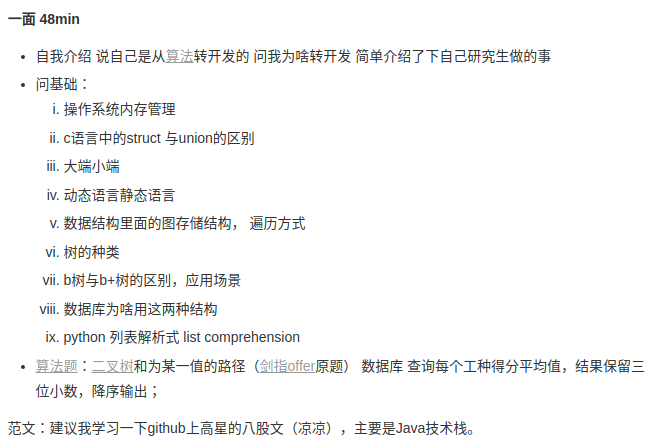 一面 48min
自我介绍 说自己是从算法转开发的 问我为啥转开发 简单介绍了下自己研究生做的事
问基础：
i. 操作系统内存管理
ii. c语言中的struct 与union的区别
iii. 大端小端
iv. 动态语言静态语言
v. 数据结构里面的图存储结构， 遍历方式
vi. 树的种类
vii. b树与b+树的区别，应用场景
viii. 数据库为啥用这两种结构
ix. python 列表解析式 list comprehension
算法题：二叉树和为某一值的路径（剑指offer原题） 数据库 查询每个工种得分平均值，结果保留三
位小数，降序输出；
范文：建议我学习一下github上高星的八股文（凉凉），主要是Java技术栈。